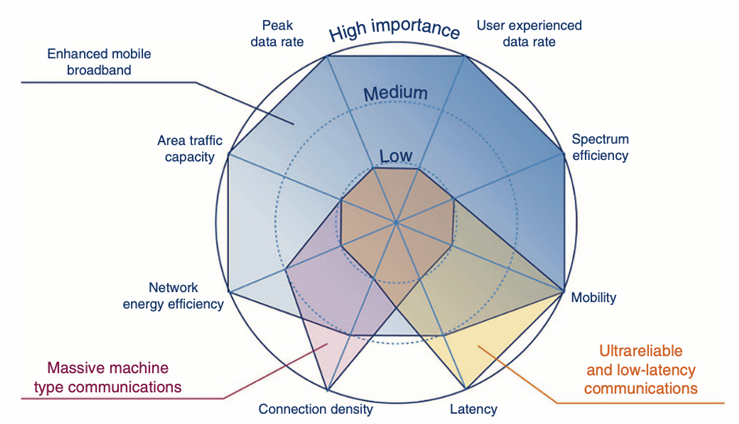 Peak
data rate
High importance
User experienced
data rate
Enhanced mobile
broadband
Medium
Area traffic
capacity
Low
Spectrum
efficiency
Network
energy efficiency
Mobility
Massive machine
type communications
Ultrareliable
and low-latency
communications
Connection density
Latency